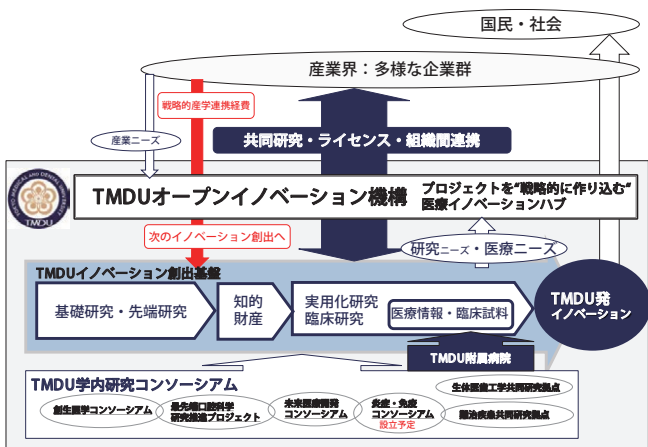 国民・社会
産業界：多様な企業群
戦略的産学連携経費
産業ニーズ
共同研究・ライセンス・組織間連携
TMDUオープンイノベーション機構
プロジェクトを“戦略的に作り込む“
医療イノベーションハブ
TOKYO MEDICAL AND DENTAL UNIVERSITY
TMDU
次のイノベーション創出へ
研究ニーズ・医療ニーズ
TMDUイノベーション創出基盤
基礎研究・先端研究
知的
財産
実用化研究
臨床研究
医療情報・臨床試料
TMDU発
イノベーション
TMDU附属病院
TMDU学内研究コンソーシアム
創生医学コンソーシアム
最先端口腔科学
研究推進プロジェクト
未来医療開発
コンソーシアム
炎症・免疫
コンソーシアム
設立予定
生体医歯工学共同研究拠点
難治疾患共同研究拠点